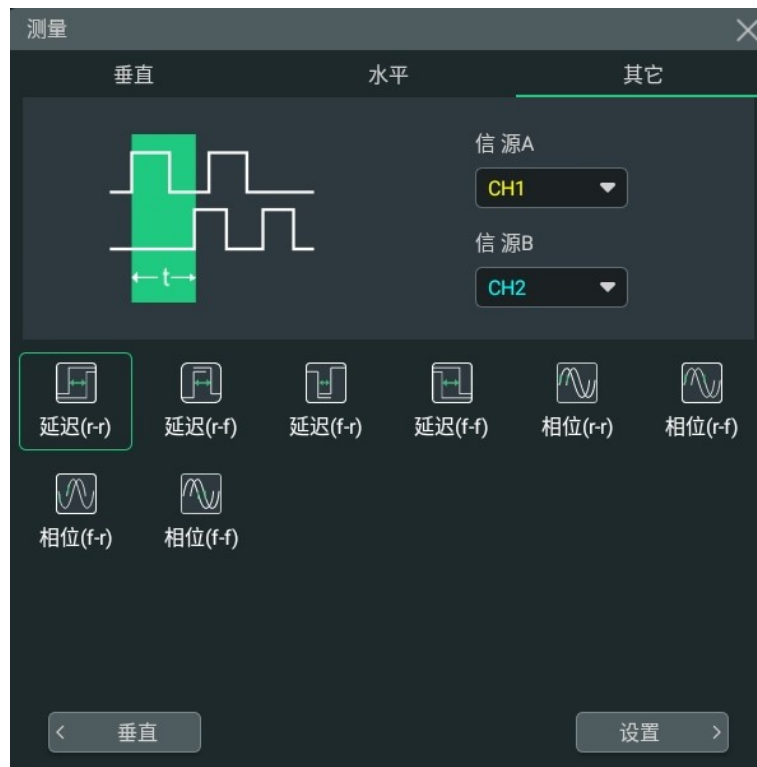 测量
垂直 水平 其它
信源A
CH1
信源B
CH2
t
延迟(r-r) 延迟(r-f) 延迟(f-r) 延迟(f-f) 相位(r-r) 相位(r-f)
相位(f-r) 相位(f-f)
垂直 设置